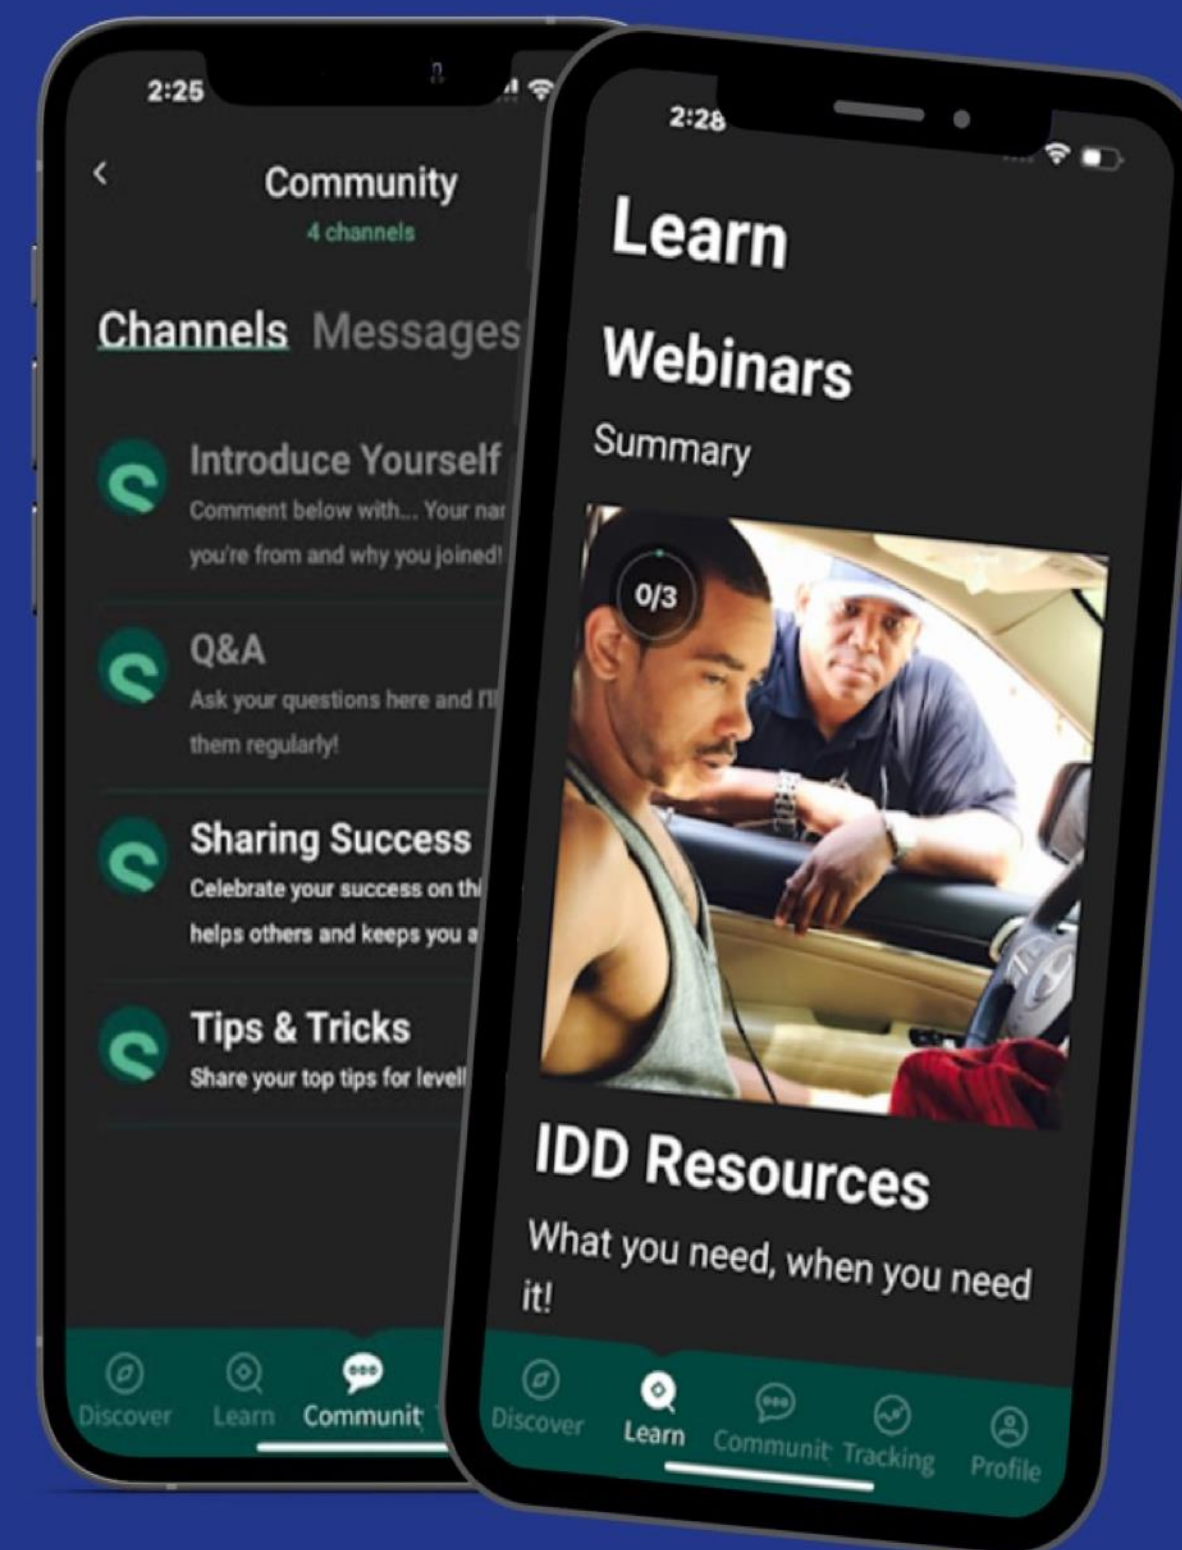 2:25
Community
4 channels
Channels Messages
Introduce Yourself
Comment below with... Your
you're from and why you joined!
Q&A
Ask your questions here and
them regularly!
Sharing Success
Celebrate your success on
helps others and keeps you
Tips & Tricks
Share your top tips for
Discover Learn Communit
2:28
Learn
Webinars
Summary
0/3
IDD Resources
What you need, when you need
it!
Discover Learn Communit Tracking Profile